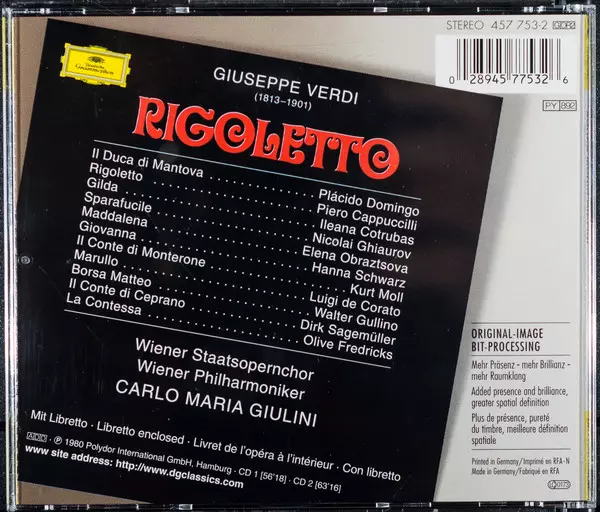 STEREO 457 753-2 GDR2
0 28945 77532 6
PY 892
Deutsche
Grammophon
GIUSEPPE VERDI
(1813–1901)
RIGOLETTO
Il Duca di Mantova . . . . . . . . . . . . Plácido Domingo
Rigoletto . . . . . . . . . . . . Piero Cappuccilli
Gilda . . . . . . . . . . . . Ileana Cotrubas
Sparafucile . . . . . . . . . . . . Nicolai Ghiaurov
Maddalena . . . . . . . . . . . . Elena Obraztsova
Giovanna . . . . . . . . . . . . Hanna Schwarz
Il Conte di Monterone . . . . . . . . . . . . Kurt Moll
Marullo . . . . . . . . . . . . Luigi de Corato
Borsa Matteo . . . . . . . . . . . . Walter Gullino
Il Conte di Ceprano . . . . . . . . . . . . Dirk Sagemüller
La Contessa . . . . . . . . . . . . Olive Fredricks
Wiener Staatsopernchor
Wiener Philharmoniker
CARLO MARIA GIULINI
Mit Libretto · Libretto enclosed · Livret de l'opéra à l'intérieur · Con libretto
ADD ℗ 1980 Polydor International GmbH, Hamburg · CD 1 [56'18] · CD 2 [63'16]
www site address: http://www.dgclassics.com
ORIGINAL-IMAGE
BIT-PROCESSING
Mehr Präsenz - mehr Brillianz -
mehr Raumklang
Added presence and brilliance,
greater spatial definition
Plus de présence, pureté
du timbre, meilleure définition
spatiale
Printed in Germany/Imprimé en RFA-N
Made in Germany/Fabriqué en RFA